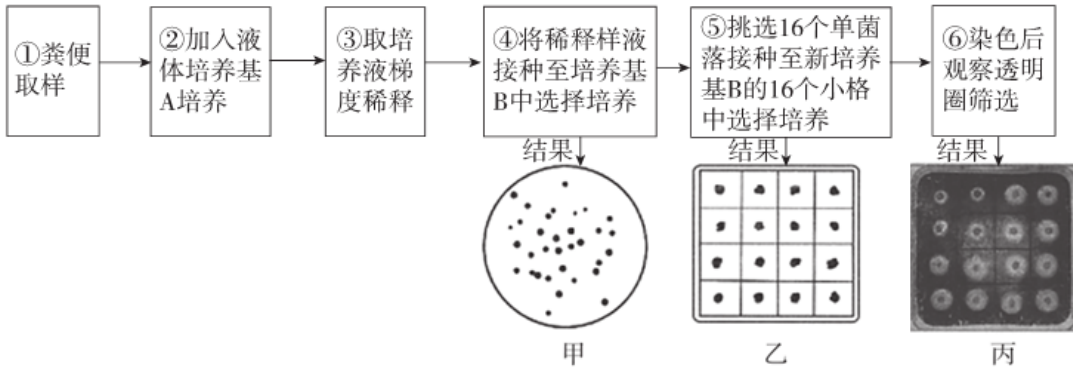 ①粪便
取样
②加入液
体培养基
A培养
③取培
养液梯
度稀释
④将稀释样液
接种至培养基
B中选择培养
⑤挑选16个单菌
落接种至新培养
基B的16个小格
中选择培养
⑥染色后
观察透明
圈筛选
结果
结果
结果
甲
乙
丙